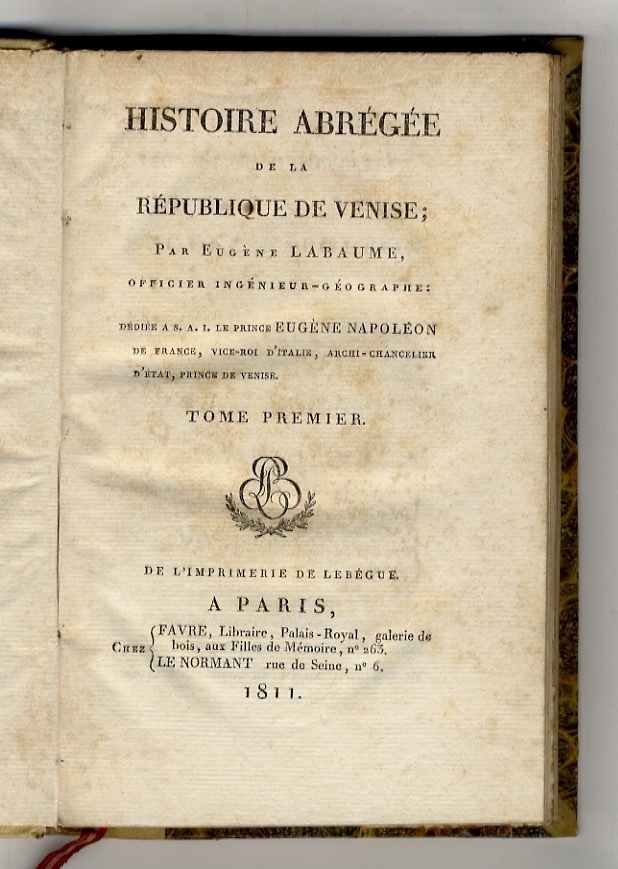 HISTOIRE ABRÉGÉE
DE LA
RÉPUBLIQUE DE VENISE;
PAR EUGÈNE LABAUME,
OFFICIER INGÉNIEUR-GÉOGRAPHE:
DÉDIÉE A S. A. I. LE PRINCE EUGÈNE NAPOLÉON
DE FRANCE, VICE-ROI D'ITALIE, ARCHI-CHANCELIER
D'ÉTAT, PRINCE DE VENISE.
TOME PREMIER.
DE L'IMPRIMERIE DE LEBÉGUE.
A PARIS,
CHEZ
FAVRE, Libraire, Palais-Royal, galerie de
bois, aux Filles de Mémoire, nº 263.
LE NORMANT rue de Seine, nº 6.
1811.